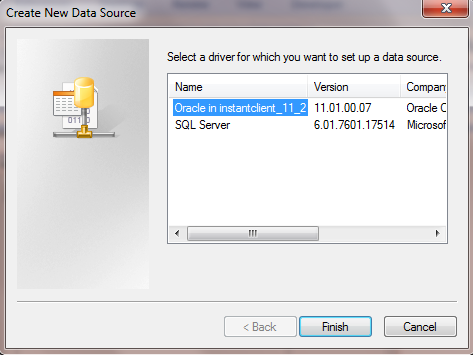 Create New Data Source
Select a driver for which you want to set up a data source.
Name Version Company
Oracle in instantclient_11_2 11.01.00.07 Oracle C
SQL Server 6.01.7601.17514 Microsof
< Back Finish Cancel